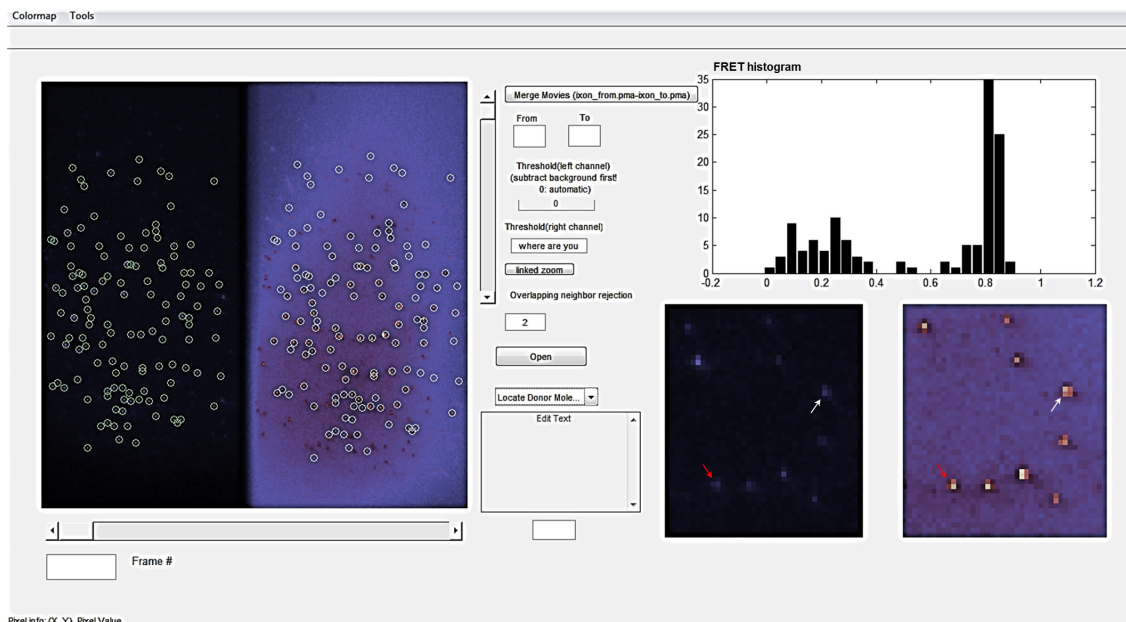 Colormap Tools
FRET histogram
Merge Movies (ixon_from.pma-ixon_to.pma)
From To
Threshold(left channel)
(subtract background first!
0: automatic)
0
Threshold(right channel)
where are you
linked zoom
Overlapping neighbor rejection
2
Open
Locate Donor Mole...
Edit Text
35
30
25
20
15
10
5
0
-0.2 0 0.2 0.4 0.6 0.8 1 1.2
Frame #
Pixel info: (X, Y) Pixel Value